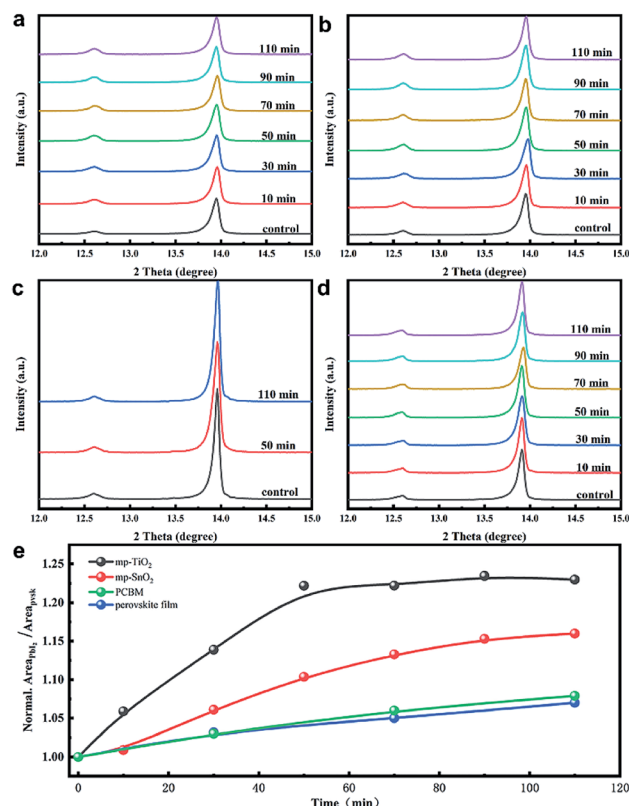 a
Intensity (a.u.)
110 min
90 min
70 min
50 min
30 min
10 min
control
12.0 12.5 13.0 13.5 14.0 14.5 15.0
2 Theta (degree)
b
Intensity (a.u.)
110 min
90 min
70 min
50 min
30 min
10 min
control
12.0 12.5 13.0 13.5 14.0 14.5 15.0
2 Theta (degree)
c
Intensity (a.u.)
110 min
50 min
control
12.0 12.5 13.0 13.5 14.0 14.5 15.0
2 Theta (degree)
d
Intensity (a.u.)
110 min
90 min
70 min
50 min
30 min
10 min
control
12.0 12.5 13.0 13.5 14.0 14.5 15.0
2 Theta (degree)
e
Normal. Area_PbI₂ /Area_pvsk
1.25
1.20
1.15
1.10
1.05
1.00
mp-TiO₂
mp-SnO₂
PCBM
perovskite film
0 20 40 60 80 100 120
Time（min）